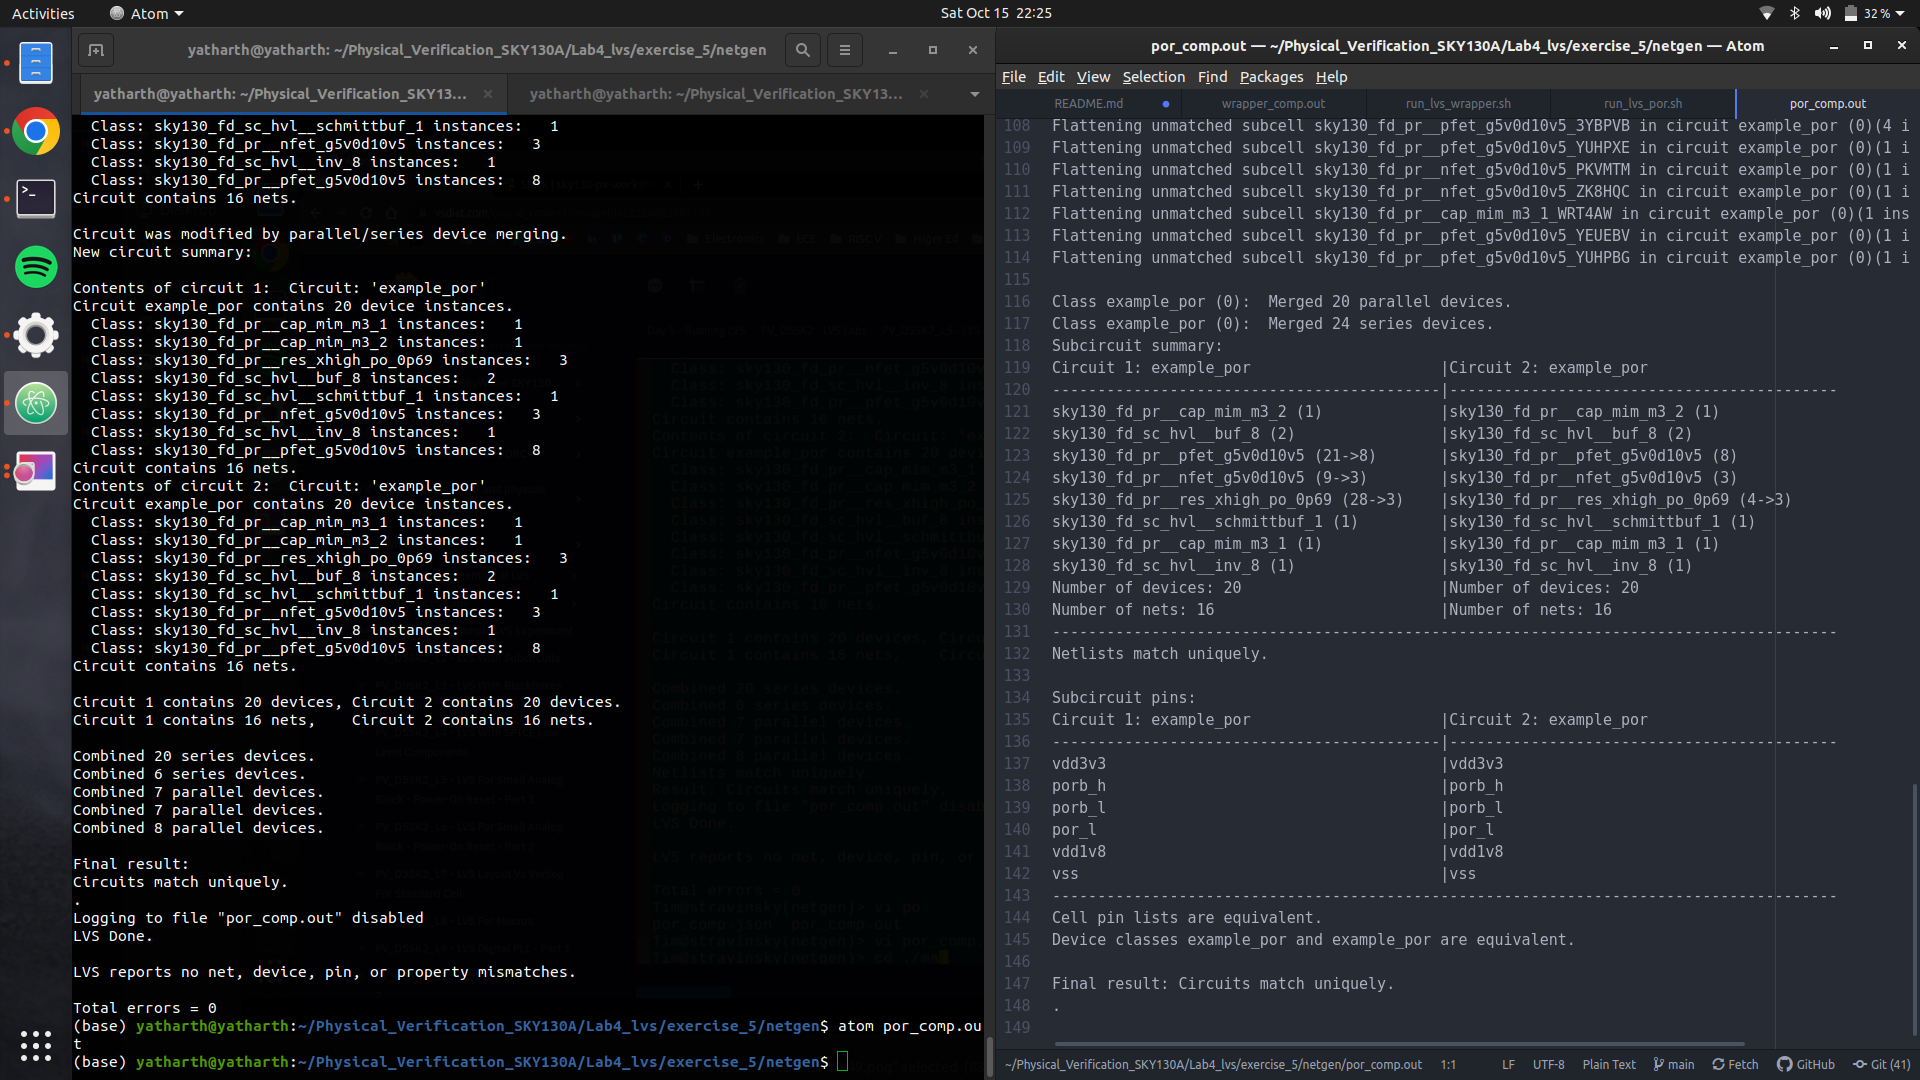 Activities
Atom
Sat Oct 15 22:25
32 %
yatharth@yatharth: ~/Physical_Verification_SKY130A/Lab4_lvs/exercise_5/netgen
yatharth@yatharth: ~/Physical_Verification_SKY13...
yatharth@yatharth: ~/Physical_Verification_SKY13...
Class: sky130_fd_sc_hvl__schmittbuf_1 instances: 1
Class: sky130_fd_pr__nfet_g5v0d10v5 instances: 3
Class: sky130_fd_sc_hvl__inv_8 instances: 1
Class: sky130_fd_pr__pfet_g5v0d10v5 instances: 8
Circuit contains 16 nets.
Circuit was modified by parallel/series device merging.
New circuit summary:
Contents of circuit 1: Circuit: 'example_por'
Circuit example_por contains 20 device instances.
Class: sky130_fd_pr__cap_mim_m3_1 instances: 1
Class: sky130_fd_pr__cap_mim_m3_2 instances: 1
Class: sky130_fd_pr__res_xhigh_po_0p69 instances: 3
Class: sky130_fd_sc_hvl__buf_8 instances: 2
Class: sky130_fd_sc_hvl__schmittbuf_1 instances: 1
Class: sky130_fd_pr__nfet_g5v0d10v5 instances: 3
Class: sky130_fd_sc_hvl__inv_8 instances: 1
Class: sky130_fd_pr__pfet_g5v0d10v5 instances: 8
Circuit contains 16 nets.
Contents of circuit 2: Circuit: 'example_por'
Circuit example_por contains 20 device instances.
Class: sky130_fd_pr__cap_mim_m3_1 instances: 1
Class: sky130_fd_pr__cap_mim_m3_2 instances: 1
Class: sky130_fd_pr__res_xhigh_po_0p69 instances: 3
Class: sky130_fd_sc_hvl__buf_8 instances: 2
Class: sky130_fd_sc_hvl__schmittbuf_1 instances: 1
Class: sky130_fd_pr__nfet_g5v0d10v5 instances: 3
Class: sky130_fd_sc_hvl__inv_8 instances: 1
Class: sky130_fd_pr__pfet_g5v0d10v5 instances: 8
Circuit contains 16 nets.
Circuit 1 contains 20 devices, Circuit 2 contains 20 devices.
Circuit 1 contains 16 nets, Circuit 2 contains 16 nets.
Combined 20 series devices.
Combined 6 series devices.
Combined 7 parallel devices.
Combined 7 parallel devices.
Combined 8 parallel devices.
Final result:
Circuits match uniquely.
.
Logging to file "por_comp.out" disabled
LVS Done.
LVS reports no net, device, pin, or property mismatches.
Total errors = 0
(base) yatharth@yatharth:~/Physical_Verification_SKY130A/Lab4_lvs/exercise_5/netgen$ atom por_comp.ou
t
(base) yatharth@yatharth:~/Physical_Verification_SKY130A/Lab4_lvs/exercise_5/netgen$
por_comp.out — ~/Physical_Verification_SKY130A/Lab4_lvs/exercise_5/netgen — Atom
File Edit View Selection Find Packages Help
README.md wrapper_comp.out run_lvs_wrapper.sh run_lvs_por.sh por_comp.out
108 Flattening unmatched subcell sky130_fd_pr__pfet_g5v0d10v5_3YBPVB in circuit example_por (0)(4 i
109 Flattening unmatched subcell sky130_fd_pr__pfet_g5v0d10v5_YUHPXE in circuit example_por (0)(1 i
110 Flattening unmatched subcell sky130_fd_pr__nfet_g5v0d10v5_PKVMTM in circuit example_por (0)(1 i
111 Flattening unmatched subcell sky130_fd_pr__nfet_g5v0d10v5_ZK8HQC in circuit example_por (0)(1 i
112 Flattening unmatched subcell sky130_fd_pr__cap_mim_m3_1_WRT4AW in circuit example_por (0)(1 ins
113 Flattening unmatched subcell sky130_fd_pr__pfet_g5v0d10v5_YEUEBV in circuit example_por (0)(1 i
114 Flattening unmatched subcell sky130_fd_pr__pfet_g5v0d10v5_YUHPBG in circuit example_por (0)(1 i
115
116 Class example_por (0): Merged 20 parallel devices.
117 Class example_por (0): Merged 24 series devices.
118 Subcircuit summary:
119 Circuit 1: example_por |Circuit 2: example_por
120 -------------------------------------------|-------------------------------------------
121 sky130_fd_pr__cap_mim_m3_2 (1) |sky130_fd_pr__cap_mim_m3_2 (1)
122 sky130_fd_sc_hvl__buf_8 (2) |sky130_fd_sc_hvl__buf_8 (2)
123 sky130_fd_pr__pfet_g5v0d10v5 (21->8) |sky130_fd_pr__pfet_g5v0d10v5 (8)
124 sky130_fd_pr__nfet_g5v0d10v5 (9->3) |sky130_fd_pr__nfet_g5v0d10v5 (3)
125 sky130_fd_pr__res_xhigh_po_0p69 (28->3) |sky130_fd_pr__res_xhigh_po_0p69 (4->3)
126 sky130_fd_sc_hvl__schmittbuf_1 (1) |sky130_fd_sc_hvl__schmittbuf_1 (1)
127 sky130_fd_pr__cap_mim_m3_1 (1) |sky130_fd_pr__cap_mim_m3_1 (1)
128 sky130_fd_sc_hvl__inv_8 (1) |sky130_fd_sc_hvl__inv_8 (1)
129 Number of devices: 20 |Number of devices: 20
130 Number of nets: 16 |Number of nets: 16
131 ---------------------------------------------------------------------------------------
132 Netlists match uniquely.
133
134 Subcircuit pins:
135 Circuit 1: example_por |Circuit 2: example_por
136 -------------------------------------------|-------------------------------------------
137 vdd3v3 |vdd3v3
138 porb_h |porb_h
139 porb_l |porb_l
140 por_l |por_l
141 vdd1v8 |vdd1v8
142 vss |vss
143 ---------------------------------------------------------------------------------------
144 Cell pin lists are equivalent.
145 Device classes example_por and example_por are equivalent.
146
147 Final result: Circuits match uniquely.
148 .
149
~/Physical_Verification_SKY130A/Lab4_lvs/exercise_5/netgen/por_comp.out 1:1 LF UTF-8 Plain Text main Fetch GitHub Git (41)